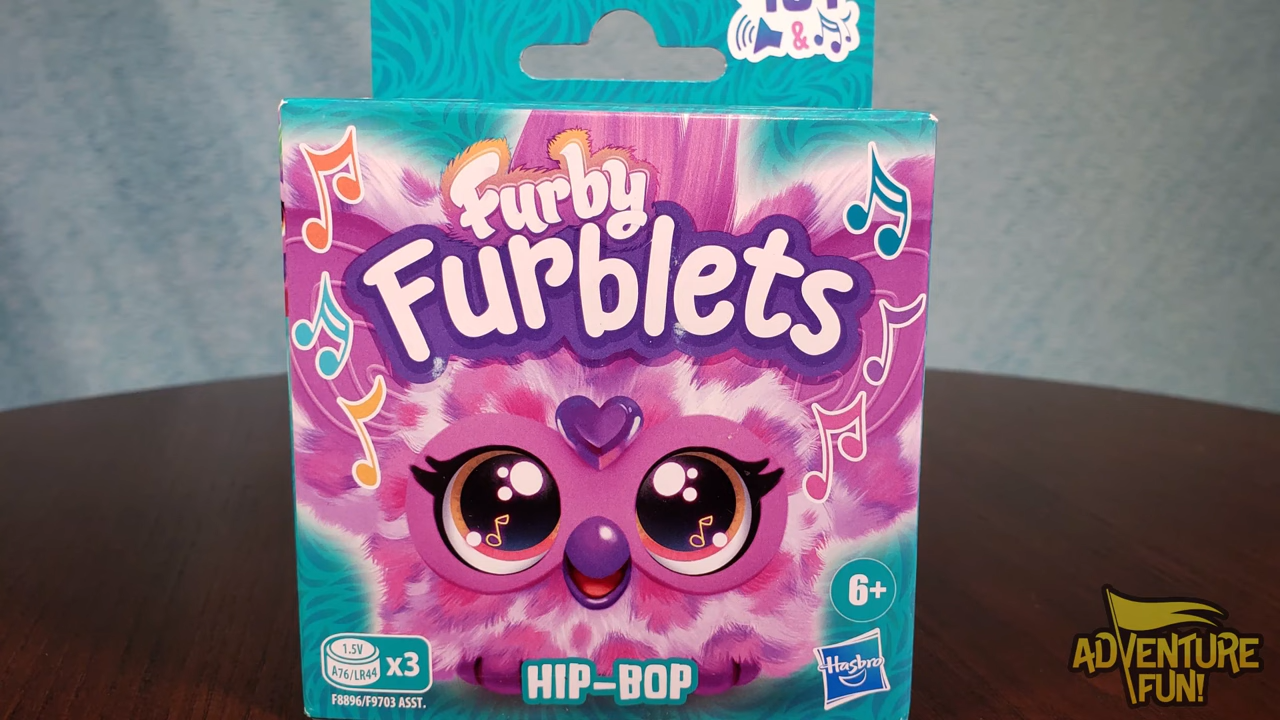 &
Furby
Furblets
6+
1.5V
A76/LR44
x3
F8896/F9703 ASST.
HIP-BOP
Hasbro
ADVENTURE
FUN!